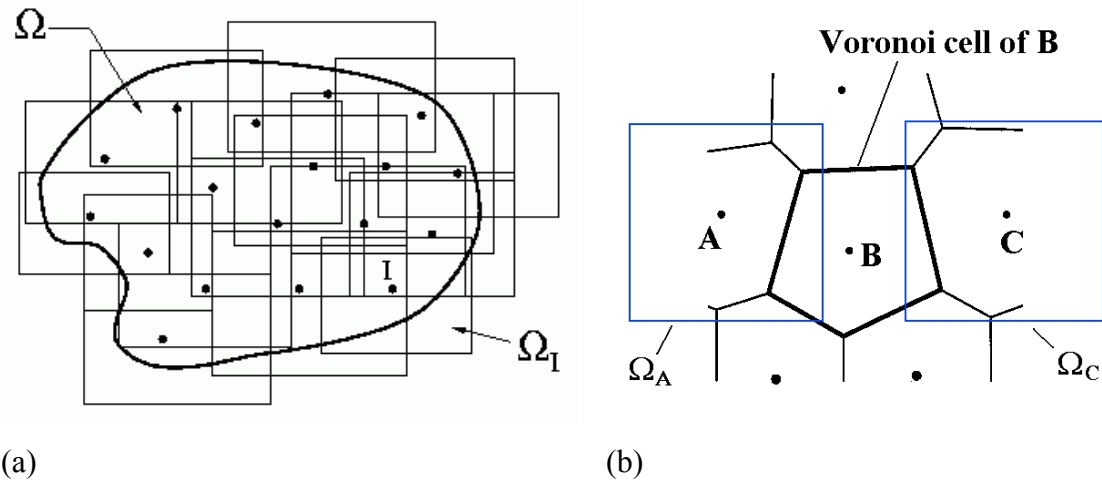 Ω
I
Ω_I
Voronoi cell of B
A
B
C
Ω_A
Ω_C
(a)
(b)